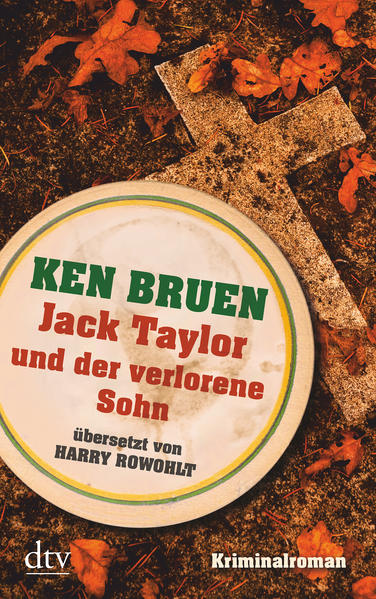 KEN BRUEN
Jack Taylor
und der verlorene
Sohn
übersetzt von
HARRY ROWOHLT
dtv
Kriminalroman